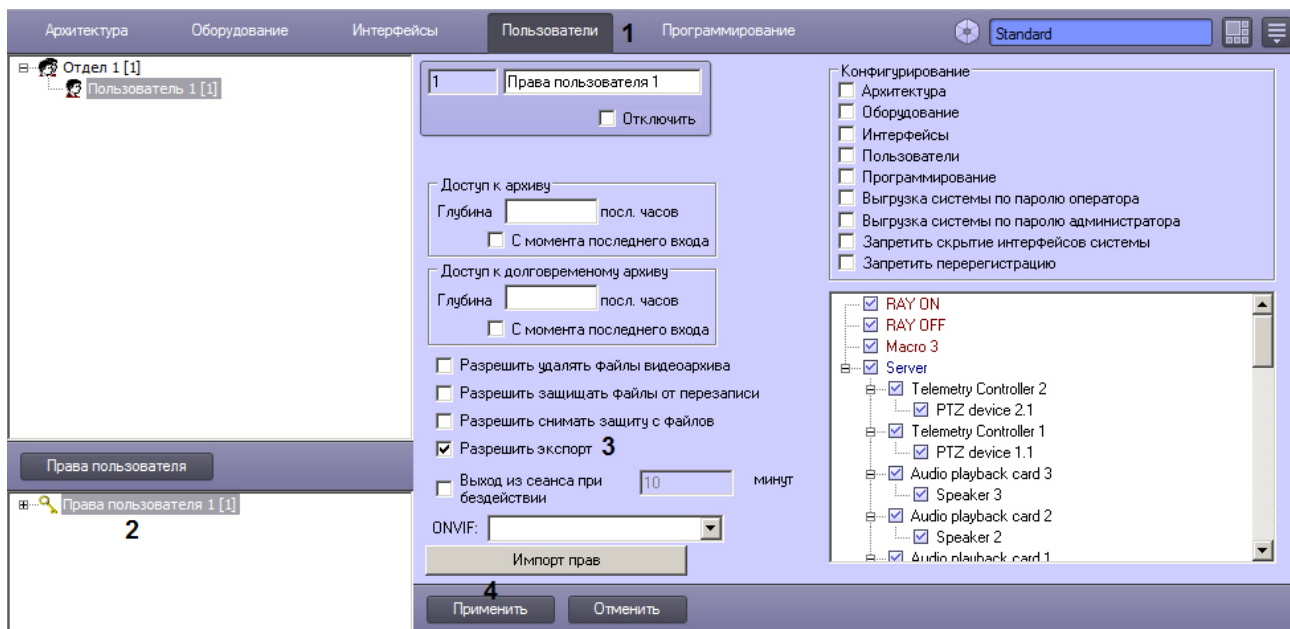 Архитектура
Оборудование
Интерфейсы
Пользователи
1
Программирование
Standard
Отдел 1 [1]
Пользователь 1 [1]
Права пользователя
Права пользователя 1 [1]
2
1
Права пользователя 1
Отключить
Доступ к архиву
Глубина посл. часов
С момента последнего входа
Доступ к долговременому архиву
Глубина посл. часов
С момента последнего входа
Разрешить удалять файлы видеоархива
Разрешить защищать файлы от перезаписи
Разрешить снимать защиту с файлов
Разрешить экспорт 3
Выход из сеанса при
бездействии
10 минут
ONVIF:
Импорт прав
4
Применить
Отменить
Конфигурирование
Архитектура
Оборудование
Интерфейсы
Пользователи
Программирование
Выгрузка системы по паролю оператора
Выгрузка системы по паролю администратора
Запретить скрытие интерфейсов системы
Запретить перерегистрацию
RAY ON
RAY OFF
Macro 3
Server
Telemetry Controller 2
PTZ device 2.1
Telemetry Controller 1
PTZ device 1.1
Audio playback card 3
Speaker 3
Audio playback card 2
Speaker 2
Audio playback card 1